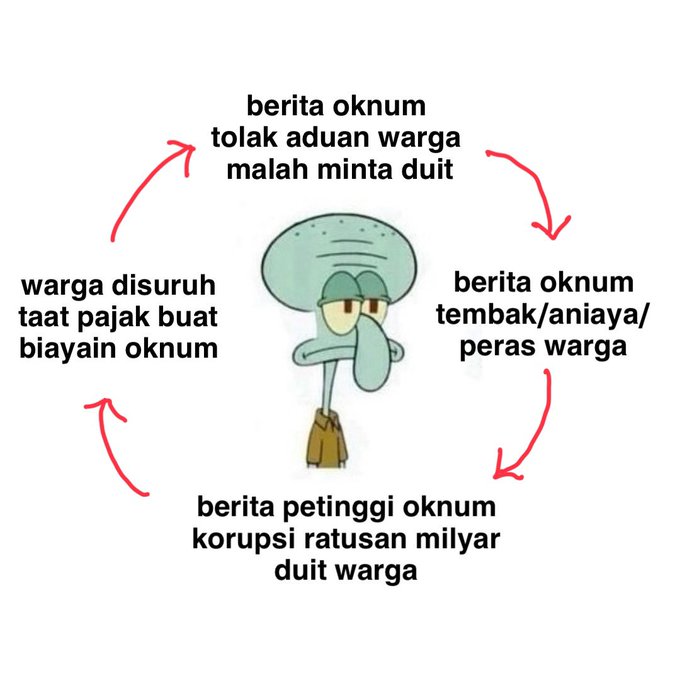 berita oknum
tolak aduan warga
malah minta duit
berita oknum
tembak/aniaya/
peras warga
berita petinggi oknum
korupsi ratusan milyar
duit warga
warga disuruh
taat pajak buat
biayain oknum